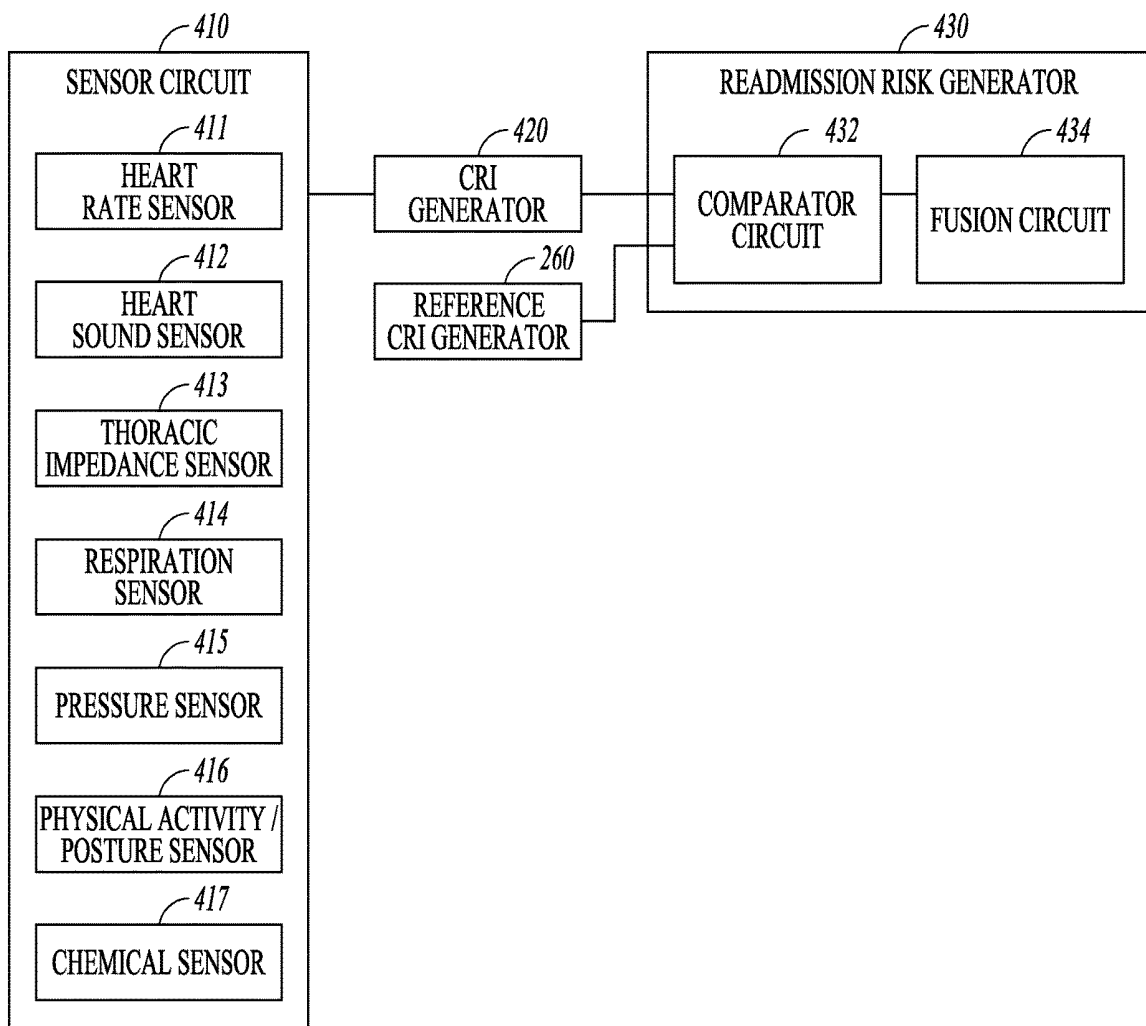 410
SENSOR CIRCUIT
411
HEART
RATE SENSOR
412
HEART
SOUND SENSOR
413
THORACIC
IMPEDANCE SENSOR
414
RESPIRATION
SENSOR
415
PRESSURE SENSOR
416
PHYSICAL ACTIVITY /
POSTURE SENSOR
417
CHEMICAL SENSOR
420
CRI
GENERATOR
260
REFERENCE
CRI GENERATOR
430
READMISSION RISK GENERATOR
432
COMPARATOR
CIRCUIT
434
FUSION CIRCUIT